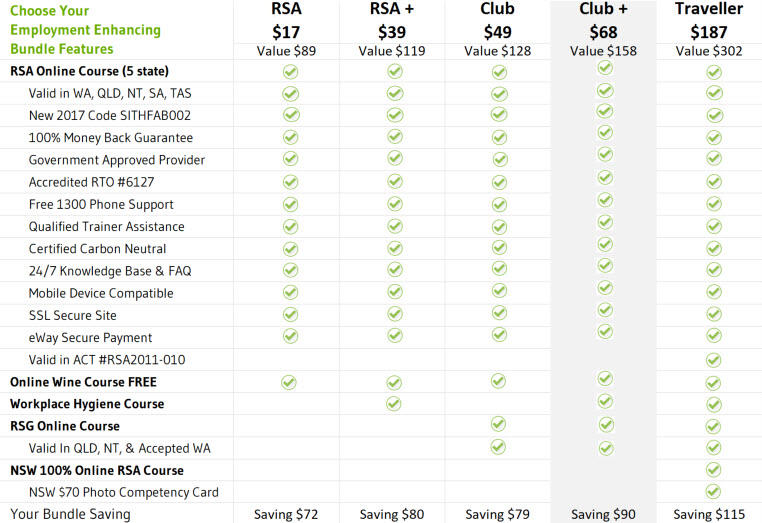 Choose Your RSA RSA + Club Club + Traveller
Employment Enhancing $17 $39 $49 $68 $187
Bundle Features Value $89 Value $119 Value $128 Value $158 Value $302
RSA Online Course (5 state)
Valid in WA, QLD, NT, SA, TAS
New 2017 Code SITHFAB002
100% Money Back Guarantee
Government Approved Provider
Accredited RTO #6127
Free 1300 Phone Support
Qualified Trainer Assistance
Certified Carbon Neutral
24/7 Knowledge Base & FAQ
Mobile Device Compatible
SSL Secure Site
eWay Secure Payment
Valid in ACT #RSA2011-010
Online Wine Course FREE
Workplace Hygiene Course
RSG Online Course
Valid In QLD, NT, & Accepted WA
NSW 100% Online RSA Course
NSW $70 Photo Competency Card
Your Bundle Saving Saving $72 Saving $80 Saving $79 Saving $90 Saving $115